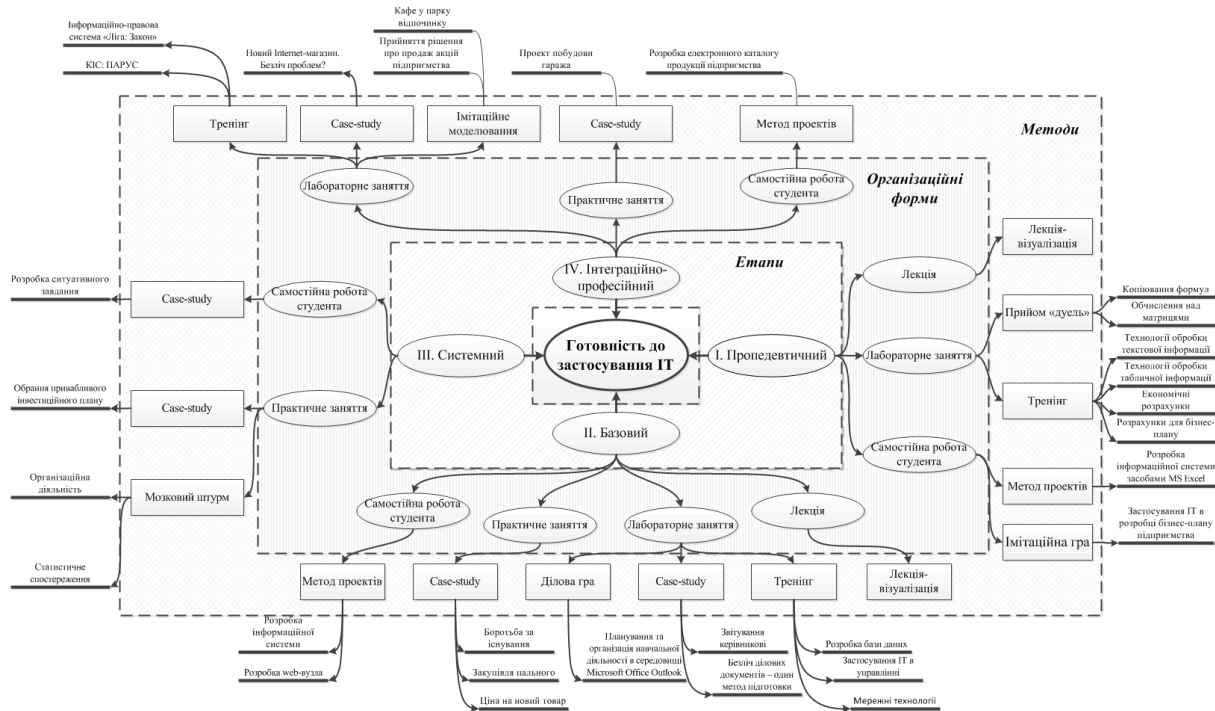 Інформаційно-правова
система «Ліга: Закон»
КІС: ПАРУС
Новий Internet-магазин.
Безліч проблем?
Кафе у парку
відпочинку
Прийняття рішення
про продаж акцій
підприємства
Проект побудови
гаража
Розробка електронного каталогу
продукції підприємства
Тренінг
Case-study
Імітаційне
моделювання
Case-study
Метод проектів
Методи
Лабораторне заняття
Практичне заняття
Самостійна робота
студента
Організаційні
форми
Етапи
IV. Інтеграційно-
професійний
Готовність до
застосування ІТ
III. Системний
I. Пропедевтичний
II. Базовий
Розробка ситуативного
завдання
Case-study
Самостійна робота
студента
Обрання привабливого
інвестиційного плану
Case-study
Практичне заняття
Організаційна
діяльність
Мозковий штурм
Статистичне
спостереження
Лекція
Лекція-
візуалізація
Лабораторне заняття
Прийом «дуель»
Копіювання формул
Обчислення над
матрицями
Тренінг
Технології обробки
текстової інформації
Технології обробки
табличної інформації
Економічні
розрахунки
Розрахунки для бізнес-
плану
Самостійна робота
студента
Метод проектів
Розробка
інформаційної системи
засобами MS Excel
Імітаційна гра
Застосування ІТ в
розробці бізнес-плану
підприємства
Самостійна робота
студента
Практичне заняття
Лабораторне заняття
Лекція
Метод проектів
Case-study
Ділова гра
Case-study
Тренінг
Лекція-
візуалізація
Розробка
інформаційної
системи
Розробка web-вузла
Боротьба за
існування
Закупівля пального
Ціна на новий товар
Планування та
організація навчальної
діяльності в середовищі
Microsoft Office Outlook
Звітування
керівникові
Безліч ділових
документів – один
метод підготовки
Розробка бази даних
Застосування ІТ в
управлінні
Мережні технології